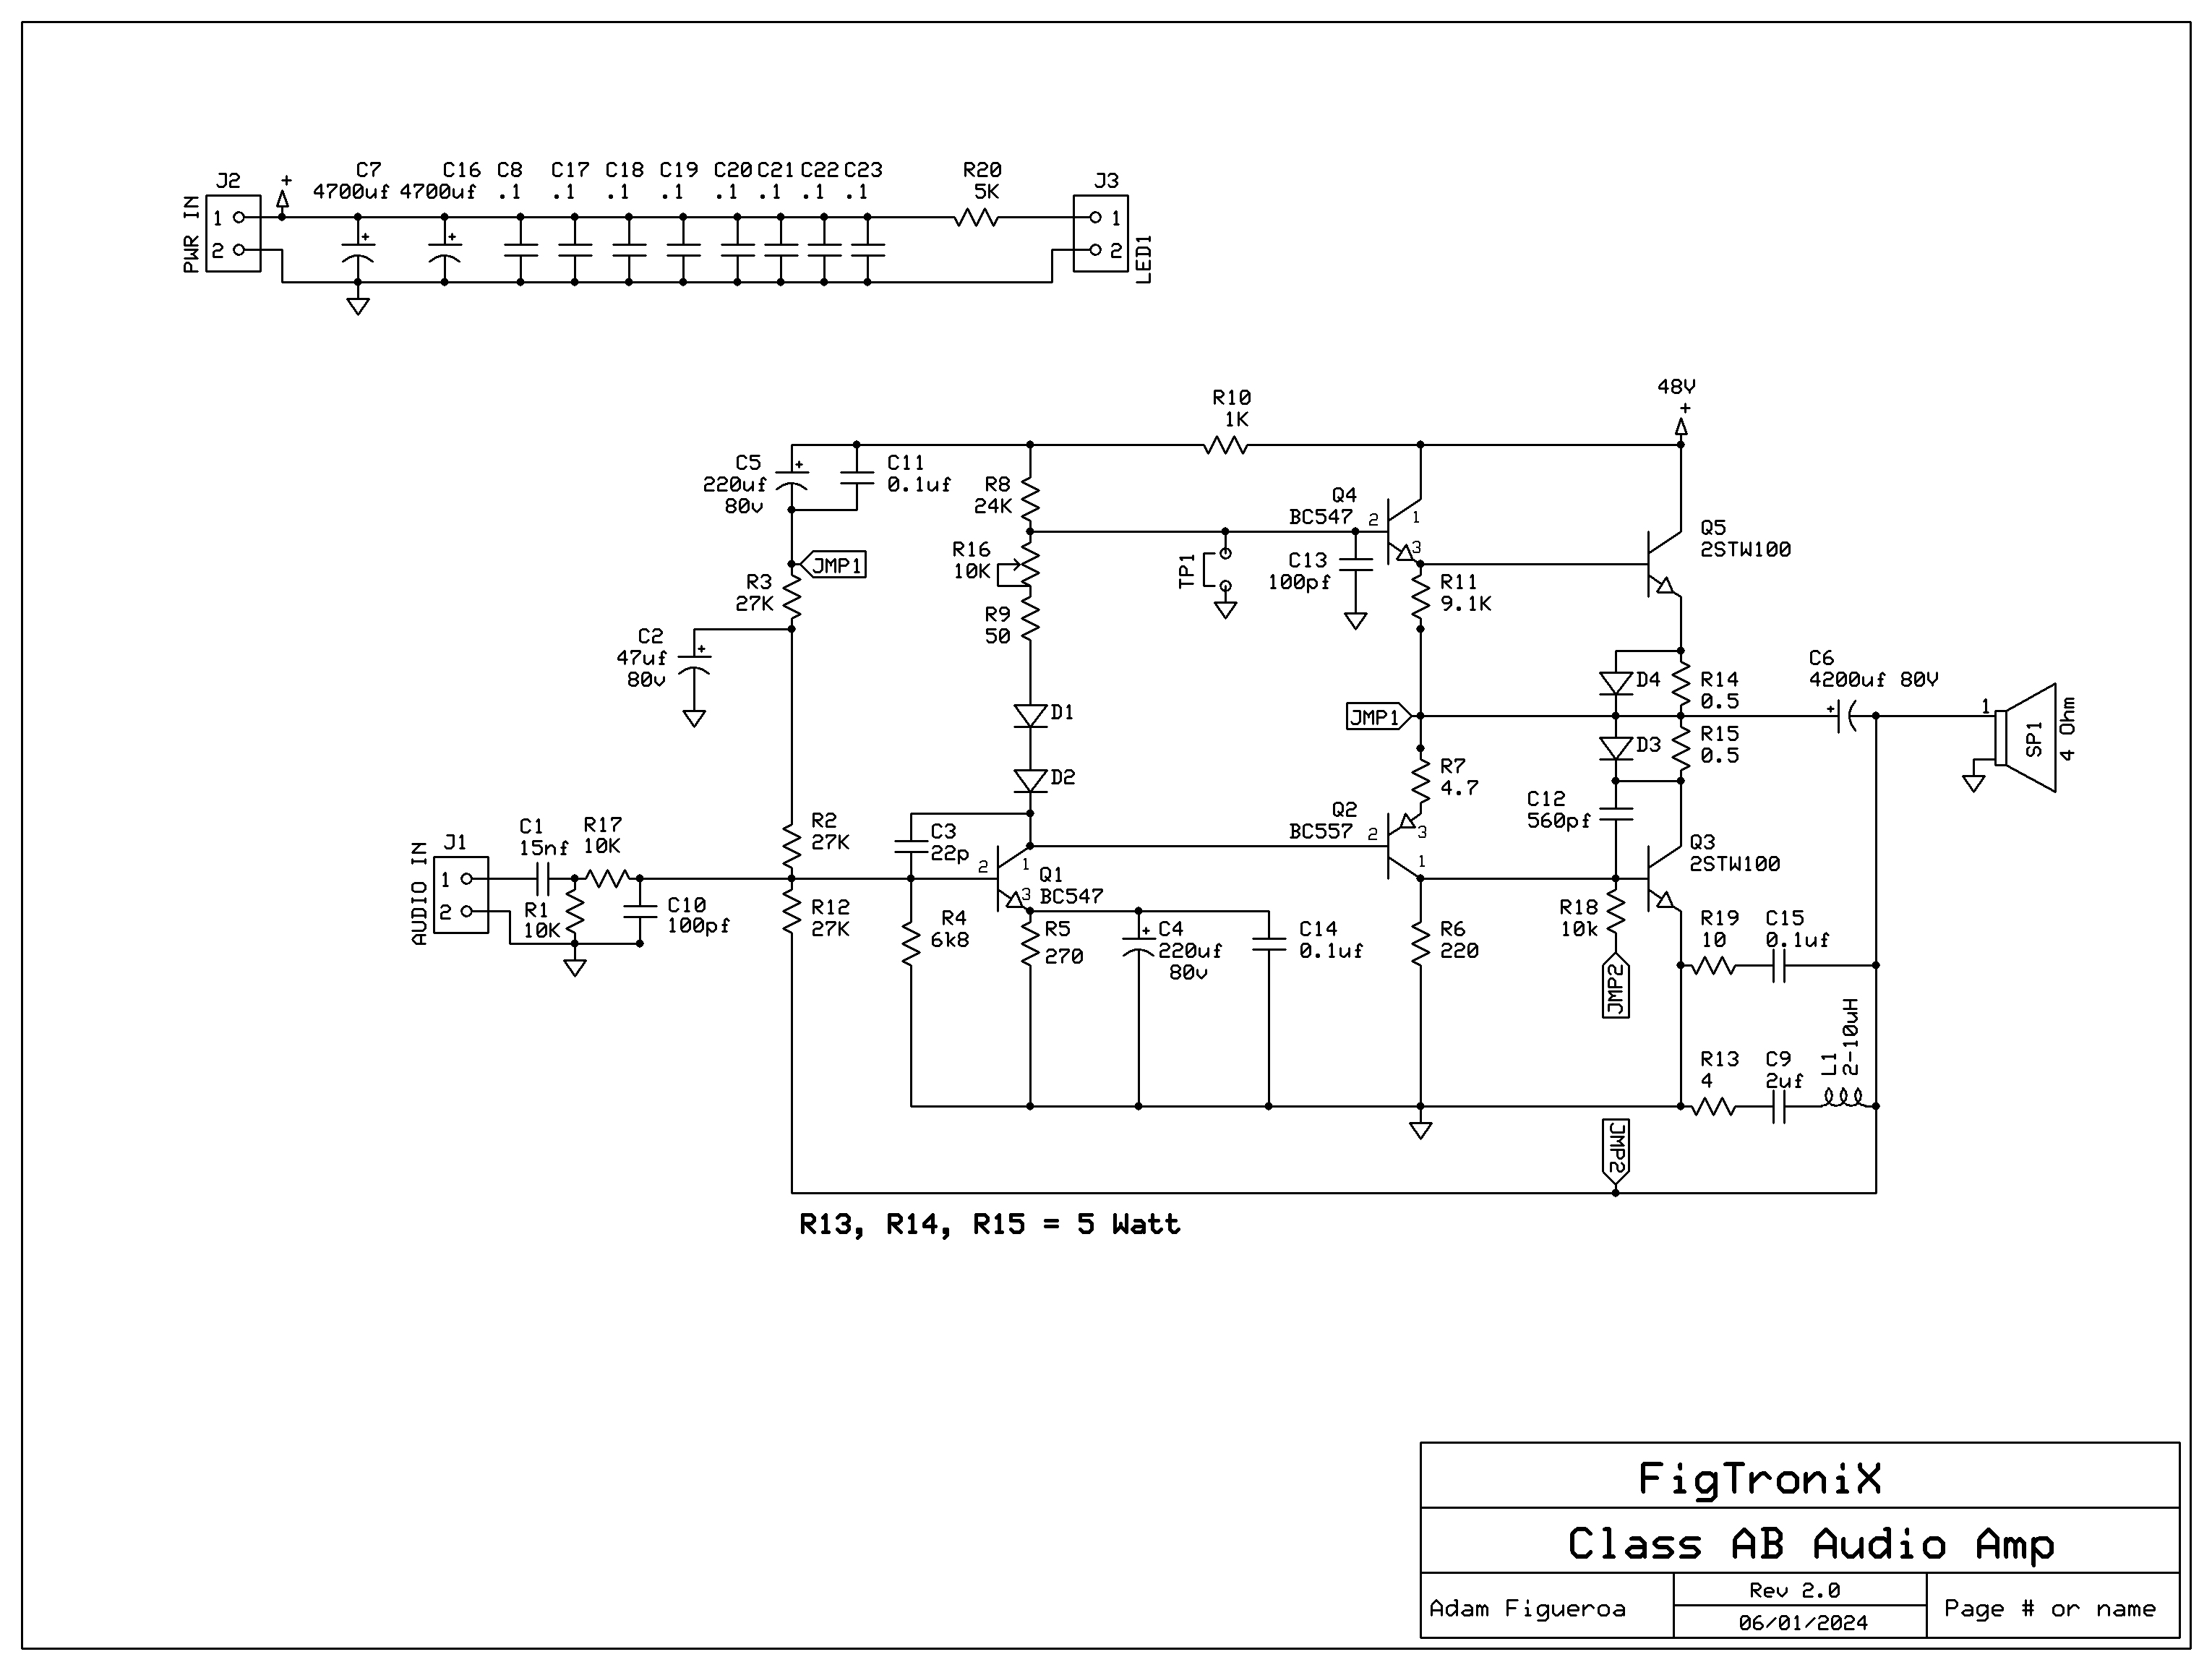 J2
PWR IN
1
2
+
C7
4700uf
+
C16
4700uf
+
C8
.1
C17
.1
C18
.1
C19
.1
C20
.1
C21
.1
C22
.1
C23
.1
R20
5K
J3
1
2
LED1
48V
+
R10
1K
C5
220uf
80v
+
C11
0.1uf
R8
24K
Q4
BC547
2
1
3
Q5
2STW100
JMP1
R3
27K
R16
10K
TP1
C13
100pf
R11
9.1K
R9
50
C2
47uf
80v
+
D1
JMP1
D4
R14
0.5
C6
4200uf 80V
+
1
SP1
4 Ohm
D3
R15
0.5
D2
R7
4.7
C12
560pf
J1
AUDIO IN
1
2
C1
15nf
R17
10K
R2
27K
C3
22p
2
1
3
Q1
BC547
Q2
BC557
2
3
1
Q3
2STW100
R1
10K
C10
100pf
R12
27K
R4
6k8
R5
270
C4
220uf
80v
+
C14
0.1uf
R6
220
R18
10k
JMP2
R19
10
C15
0.1uf
R13
4
C9
2uf
L1
2-10uH
JMP2
R13, R14, R15 = 5 Watt
FigTroniX
Class AB Audio Amp
Adam Figueroa
Rev 2.0
06/01/2024
Page # or name